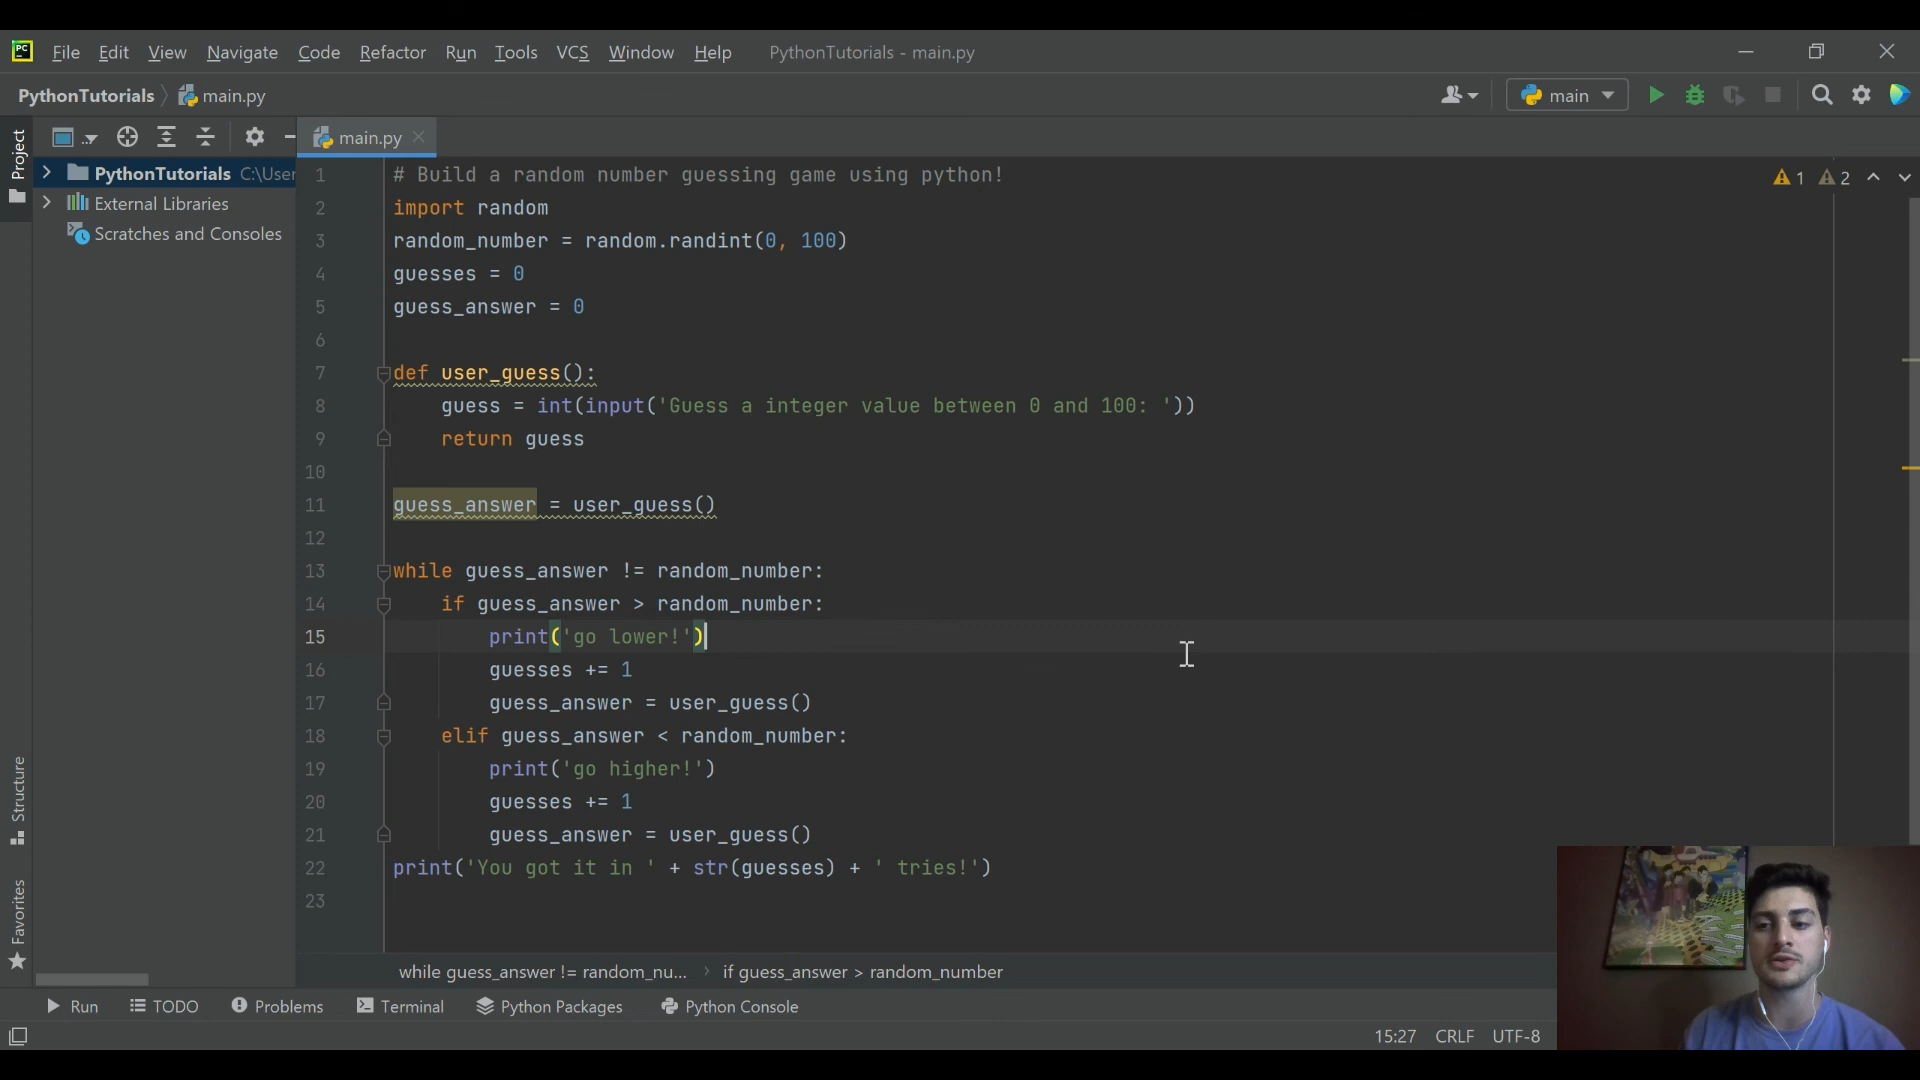 PC File Edit View Navigate Code Refactor Run Tools VCS Window Help PythonTutorials - main.py
PythonTutorials main.py main
Project main.py
PythonTutorials C:\User
External Libraries
Scratches and Consoles
1 # Build a random number guessing game using python!
2 import random
3 random_number = random.randint(0, 100)
4 guesses = 0
5 guess_answer = 0
6
7 def user_guess():
8 guess = int(input('Guess a integer value between 0 and 100: '))
9 return guess
10
11 guess_answer = user_guess()
12
13 while guess_answer != random_number:
14 if guess_answer > random_number:
15 print('go lower!')
16 guesses += 1
17 guess_answer = user_guess()
18 elif guess_answer < random_number:
19 print('go higher!')
20 guesses += 1
21 guess_answer = user_guess()
22 print('You got it in ' + str(guesses) + ' tries!')
23
1 2
Structure
Favorites
while guess_answer != random_nu... › if guess_answer > random_number
Run TODO Problems Terminal Python Packages Python Console
15:27 CRLF UTF-8